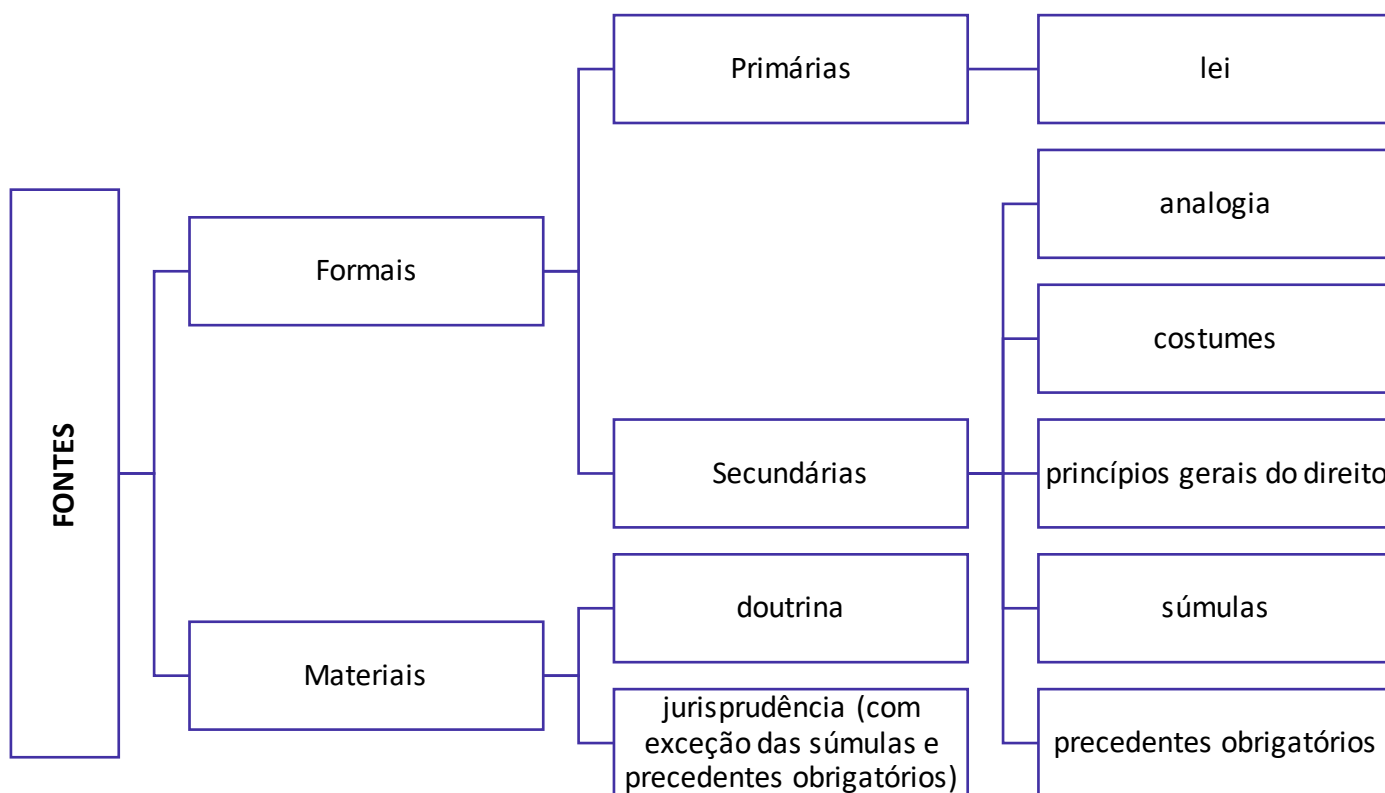 FONTES
Formais
Primárias
lei
Secundárias
analogia
costumes
princípios gerais do direito
súmulas
precedentes obrigatórios
Materiais
doutrina
jurisprudência (com
exceção das súmulas e
precedentes obrigatórios)